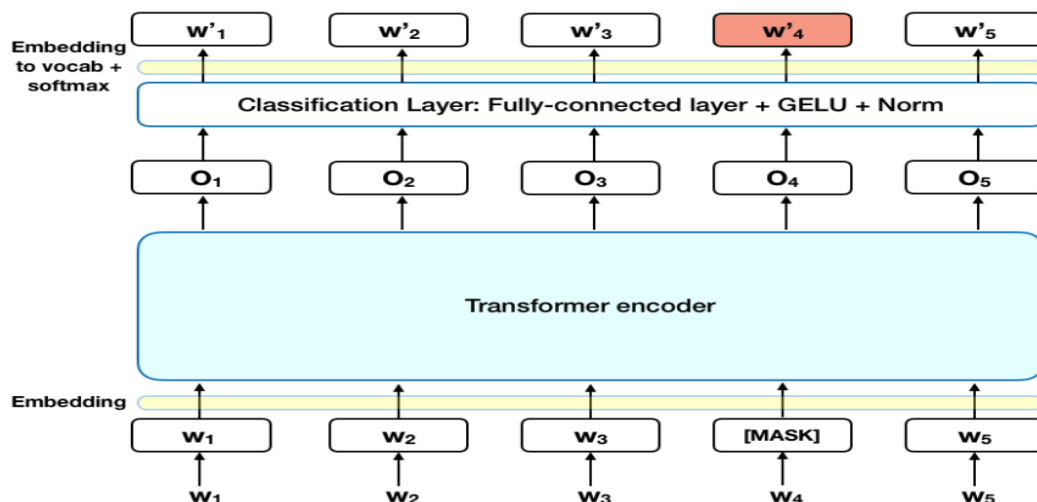 w'₁ w'₂ w'₃ w'₄ w'₅
Embedding
to vocab +
softmax
Classification Layer: Fully-connected layer + GELU + Norm
O₁ O₂ O₃ O₄ O₅
Transformer encoder
Embedding
w₁ w₂ w₃ [MASK] w₅
w₁ w₂ w₃ w₄ w₅